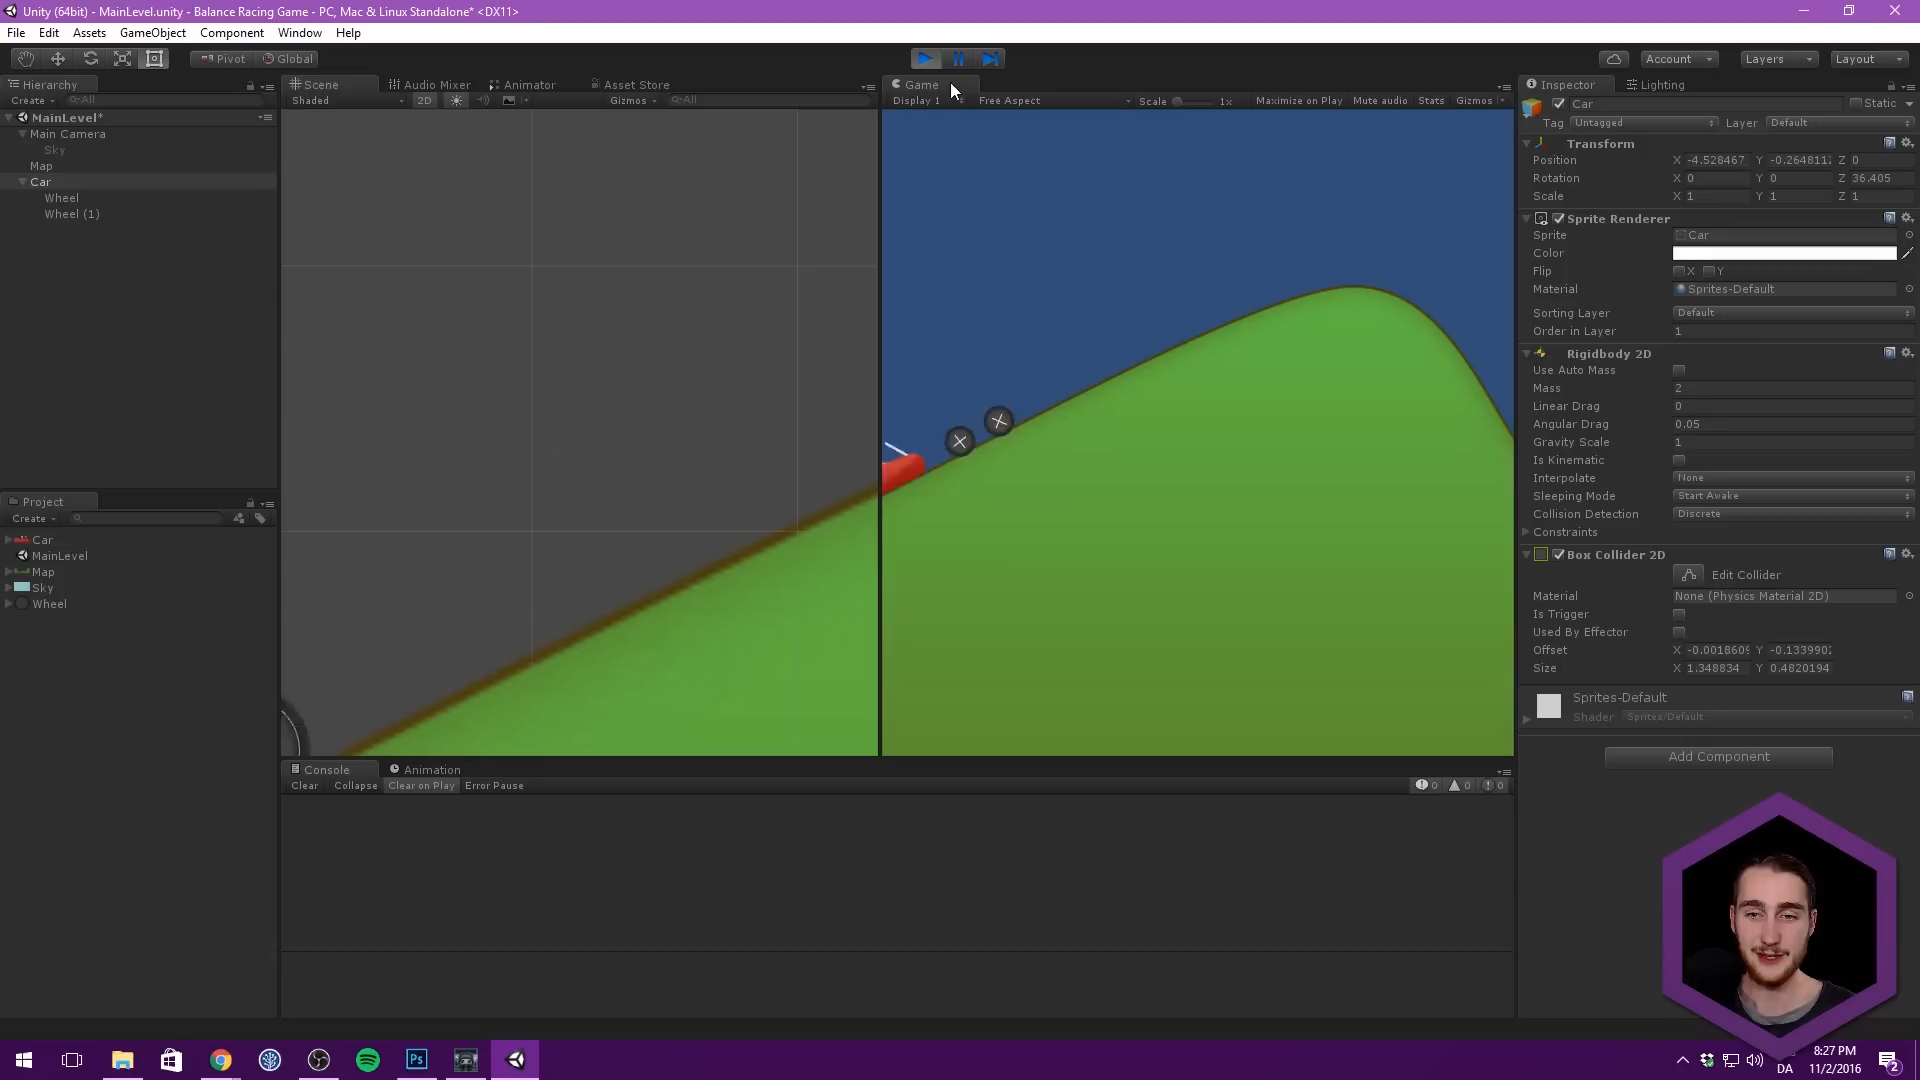 Unity (64bit) - MainLevel.unity - Balance Racing Game - PC, Mac & Linux Standalone* <DX11>
File Edit Assets GameObject Component Window Help
Pivot Global Account Layers Layout
Hierarchy
Create All
MainLevel*
Main Camera
Sky
Map
Car
Wheel
Wheel (1)
Project
Create
Car
MainLevel
Map
Sky
Wheel
Scene Audio Mixer Animator Asset Store
Shaded 2D Gizmos All
Game
Display 1 Free Aspect Scale 1x Maximize on Play Mute audio Stats Gizmos
Console Animation
Clear Collapse Clear on Play Error Pause 0 0 0
Inspector Lighting
Car Static
Tag Untagged Layer Default
Transform
Position X -4.528467 Y -0.264811 Z 0
Rotation X 0 Y 0 Z 36.405
Scale X 1 Y 1 Z 1
Sprite Renderer
Sprite Car
Color
Flip X Y
Material Sprites-Default
Sorting Layer Default
Order in Layer 1
Rigidbody 2D
Use Auto Mass
Mass 2
Linear Drag 0
Angular Drag 0.05
Gravity Scale 1
Is Kinematic
Interpolate None
Sleeping Mode Start Awake
Collision Detection Discrete
Constraints
Box Collider 2D
Edit Collider
Material None (Physics Material 2D)
Is Trigger
Used By Effector
Offset X -0.001860 Y -0.133990
Size X 1.348834 Y 0.4820194
Sprites-Default
Shader Sprites/Default
Add Component
Ps
8:27 PM
DA 11/2/2016 2